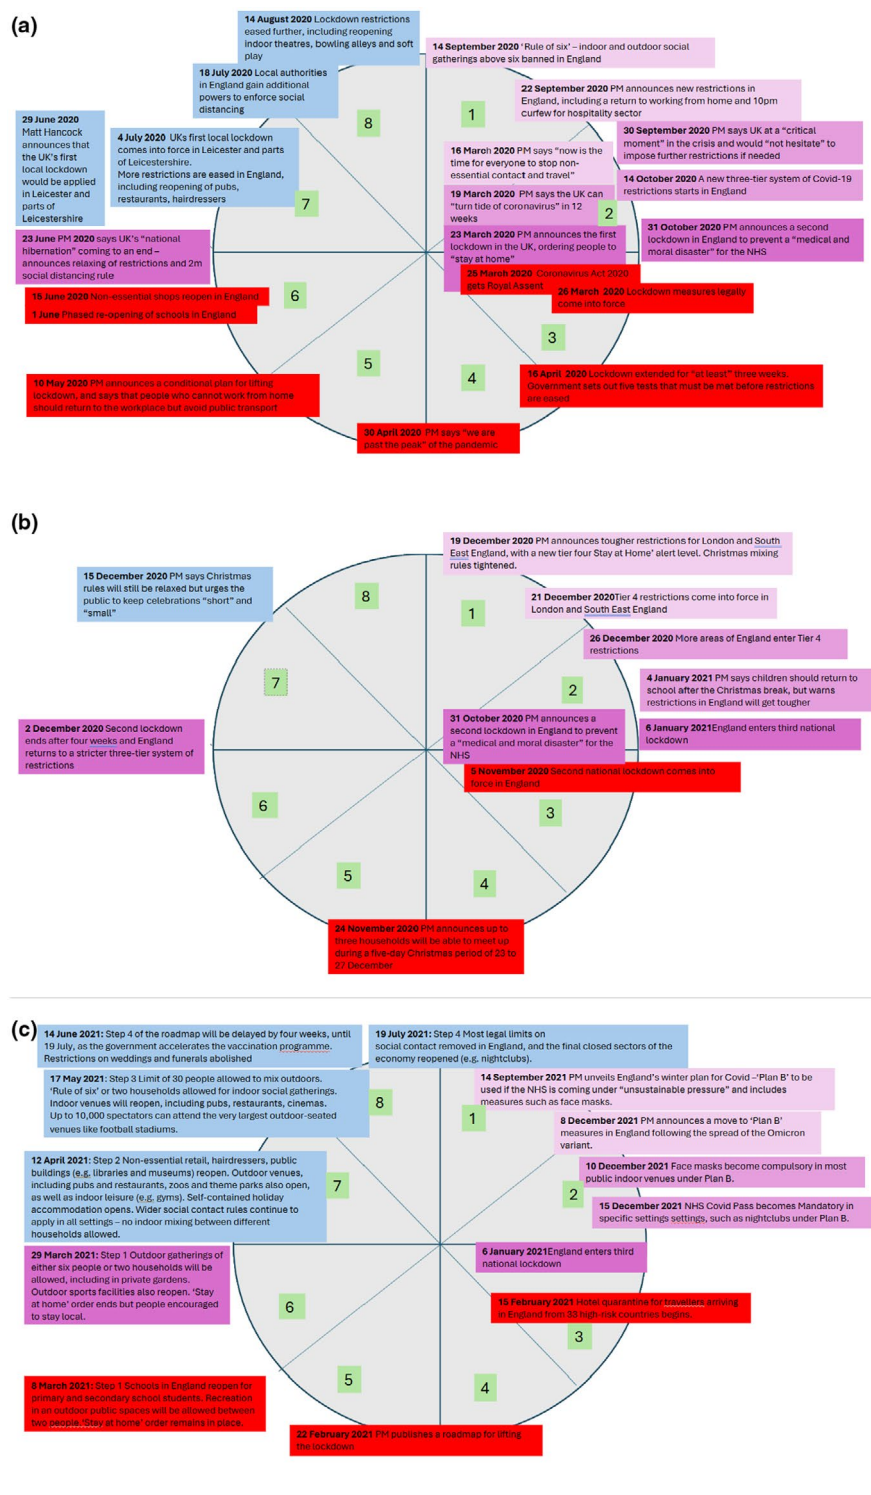 (a)
14 August 2020 Lockdown restrictions
eased further, including reopening
indoor theatres, bowling alleys and soft
play
14 September 2020 ‘Rule of six’ – indoor and outdoor social
gatherings above six banned in England
18 July 2020 Local authorities
in England gain additional
powers to enforce social
distancing
22 September 2020 PM announces new restrictions in
England, including a return to working from home and 10pm
curfew for hospitality sector
29 June 2020
Matt Hancock
announces that
the UK’s first
local lockdown
would be applied
in Leicester and
parts of
Leicestershire
4 July 2020 UKs first local lockdown
comes into force in Leicester and parts
of Leicestershire.
More restrictions are eased in England,
including reopening of pubs,
restaurants, hairdressers
8
1
30 September 2020 PM says UK at a “critical
moment” in the crisis and would “not hesitate” to
impose further restrictions if needed
16 March 2020 PM says “now is the
time for everyone to stop non-
essential contact and travel”
14 October 2020 A new three-tier system of Covid-19
restrictions starts in England
19 March 2020 PM says the UK can
“turn tide of coronavirus” in 12
weeks
7
2
23 June PM 2020 says UK’s “national
hibernation” coming to an end –
announces relaxing of restrictions and 2m
social distancing rule
23 March 2020 PM announces the first
lockdown in the UK, ordering people to
“stay at home”
31 October 2020 PM announces a second
lockdown in England to prevent a “medical and
moral disaster” for the NHS
25 March 2020 Coronavirus Act 2020
gets Royal Assent
26 March 2020 Lockdown measures legally
come into force
15 June 2020 Non-essential shops reopen in England
1 June Phased re-opening of schools in England
6
3
5
4
10 May 2020 PM announces a conditional plan for lifting
lockdown, and says that people who cannot work from home
should return to the workplace but avoid public transport
16 April 2020 Lockdown extended for “at least” three weeks.
Government sets out five tests that must be met before restrictions
are eased
30 April 2020 PM says “we are
past the peak” of the pandemic
(b)
19 December 2020 PM announces tougher restrictions for London and South
East England, with a new tier four Stay at Home’ alert level. Christmas mixing
rules tightened.
15 December 2020 PM says Christmas
rules will still be relaxed but urges the
public to keep celebrations “short” and
“small”
8
1
21 December 2020Tier 4 restrictions come into force in
London and South East England
26 December 2020 More areas of England enter Tier 4
restrictions
7
2
4 January 2021 PM says children should return to
school after the Christmas break, but warns
restrictions in England will get tougher
2 December 2020 Second lockdown
ends after four weeks and England
returns to a stricter three-tier system of
restrictions
31 October 2020 PM announces a
second lockdown in England to prevent
a “medical and moral disaster” for the
NHS
6 January 2021England enters third national
lockdown
5 November 2020 Second national lockdown comes into
force in England
6
3
5
4
24 November 2020 PM announces up to
three households will be able to meet up
during a five-day Christmas period of 23 to
27 December
(c)
14 June 2021: Step 4 of the roadmap will be delayed by four weeks, until
19 July, as the government accelerates the vaccination programme.
Restrictions on weddings and funerals abolished
19 July 2021: Step 4 Most legal limits on
social contact removed in England, and the final closed sectors of the
economy reopened (e.g. nightclubs).
17 May 2021: Step 3 Limit of 30 people allowed to mix outdoors.
‘Rule of six’ or two households allowed for indoor social gatherings.
Indoor venues will reopen, including pubs, restaurants, cinemas.
Up to 10,000 spectators can attend the very largest outdoor-seated
venues like football stadiums.
14 September 2021 PM unveils England’s winter plan for Covid –‘Plan B’ to be
used if the NHS is coming under “unsustainable pressure” and includes
measures such as face masks.
8
1
8 December 2021 PM announces a move to ‘Plan B’
measures in England following the spread of the Omicron
variant.
12 April 2021: Step 2 Non-essential retail, hairdressers, public
buildings (e.g. libraries and museums) reopen. Outdoor venues,
including pubs and restaurants, zoos and theme parks also open,
as well as indoor leisure (e.g. gyms). Self-contained holiday
accommodation opens. Wider social contact rules continue to
apply in all settings – no indoor mixing between different
households allowed.
10 December 2021 Face masks become compulsory in most
public indoor venues under Plan B.
7
2
15 December 2021 NHS Covid Pass becomes Mandatory in
specific settings settings, such as nightclubs under Plan B.
29 March 2021: Step 1 Outdoor gatherings of
either six people or two households will be
allowed, including in private gardens.
Outdoor sports facilities also reopen. ‘Stay
at home’ order ends but people encouraged
to stay local.
6 January 2021England enters third
national lockdown
15 February 2021 Hotel quarantine for travellers arriving
in England from 33 high-risk countries begins.
6
3
5
4
8 March 2021: Step 1 Schools in England reopen for
primary and secondary school students. Recreation
in an outdoor public spaces will be allowed between
two people.‘Stay at home’ order remains in place.
22 February 2021 PM publishes a roadmap for lifting
the lockdown